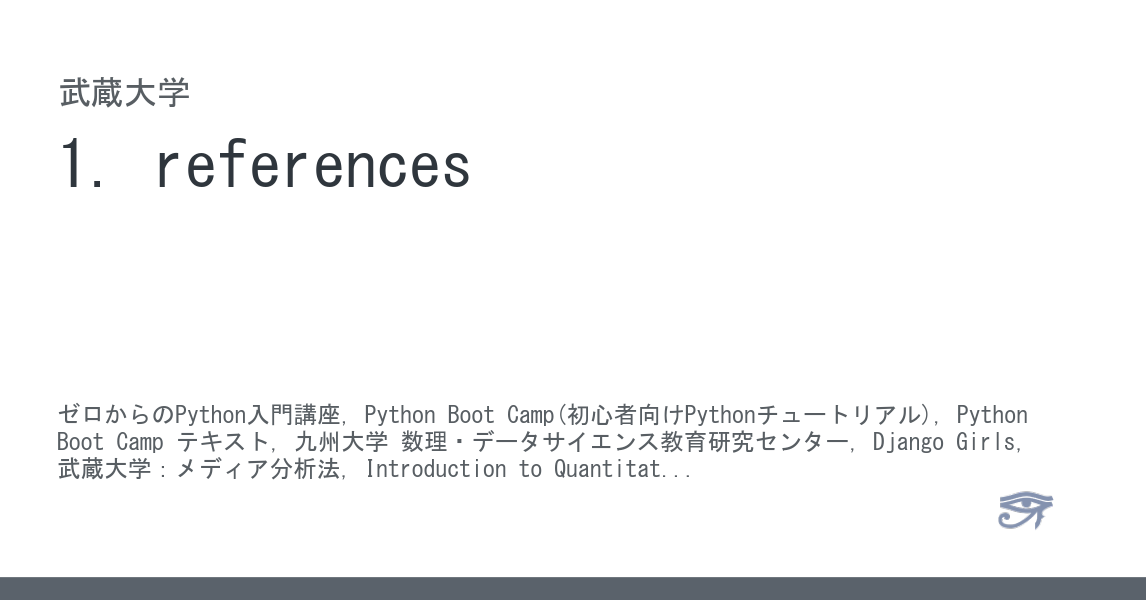 武蔵大学
1. references
ゼロからのPython入門講座, Python Boot Camp(初心者向けPythonチュートリアル), Python
Boot Camp テキスト, 九州大学 数理・データサイエンス教育研究センター, Django Girls,
武蔵大学：メディア分析法, Introduction to Quantitat...